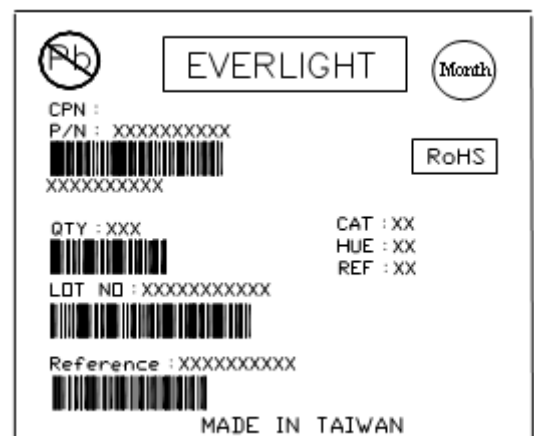 Pb
EVERLIGHT
Month
CPN :
P/N : XXXXXXXXXX
RoHS
XXXXXXXXXX
QTY : XXX
CAT : XX
HUE : XX
REF : XX
LOT NO : XXXXXXXXXXX
Reference : XXXXXXXXXX
MADE IN TAIWAN